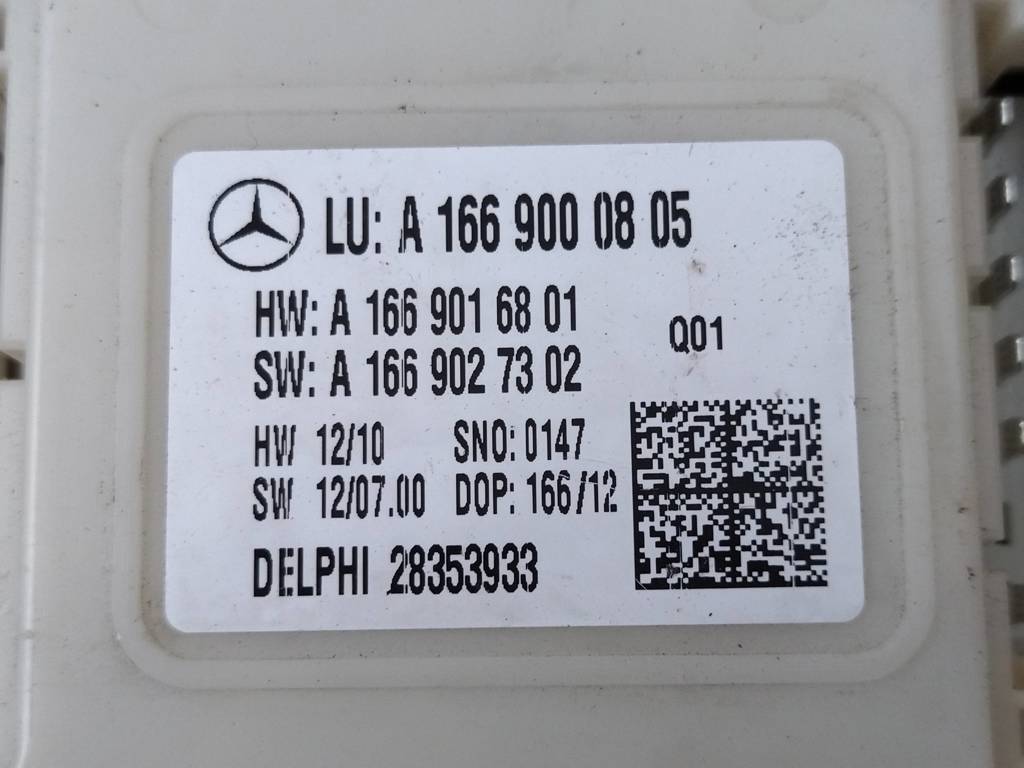 LU: A 166 900 08 05
HW: A 166 901 68 01
SW: A 166 902 73 02
Q01
HW 12/10 SNO: 0147
SW 12/07.00 DOP: 166/12
DELPHI 28353933